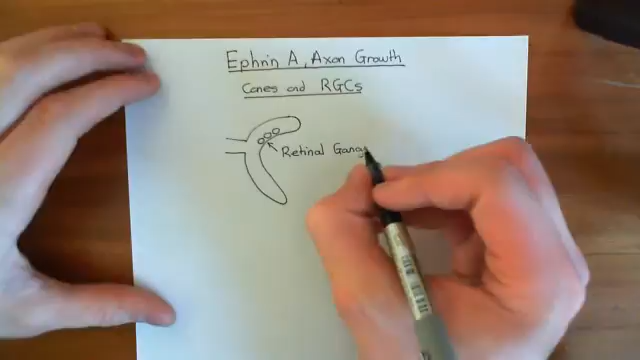 Ephrin A, Axon Growth
Cones and RGCs
Retinal Gang